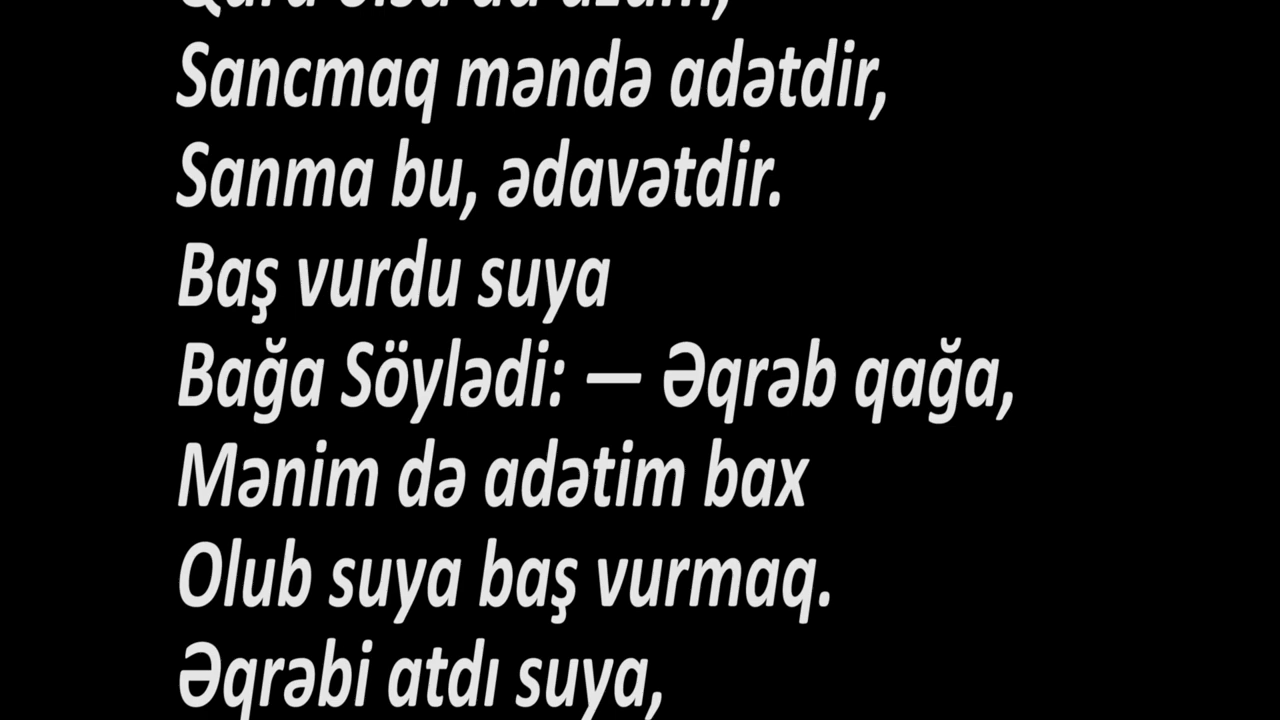 Sancmaq məndə adətdir,
Sanma bu, ədavətdir.
Baş vurdu suya
Bağa Söylədi: — Əqrəb qağa,
Mənim də adətim bax
Olub suya baş vurmaq.
Əqrəbi atdı suya,